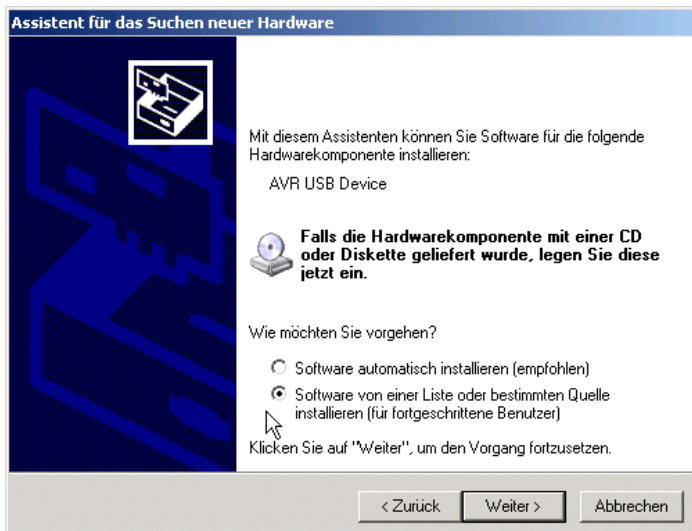 Assistent für das Suchen neuer Hardware
Mit diesem Assistenten können Sie Software für die folgende
Hardwarekomponente installieren:
AVR USB Device
Falls die Hardwarekomponente mit einer CD
oder Diskette geliefert wurde, legen Sie diese
jetzt ein.
Wie möchten Sie vorgehen?
Software automatisch installieren (empfohlen)
Software von einer Liste oder bestimmten Quelle
installieren (für fortgeschrittene Benutzer)
Klicken Sie auf "Weiter", um den Vorgang fortzusetzen.
< Zurück Weiter > Abbrechen